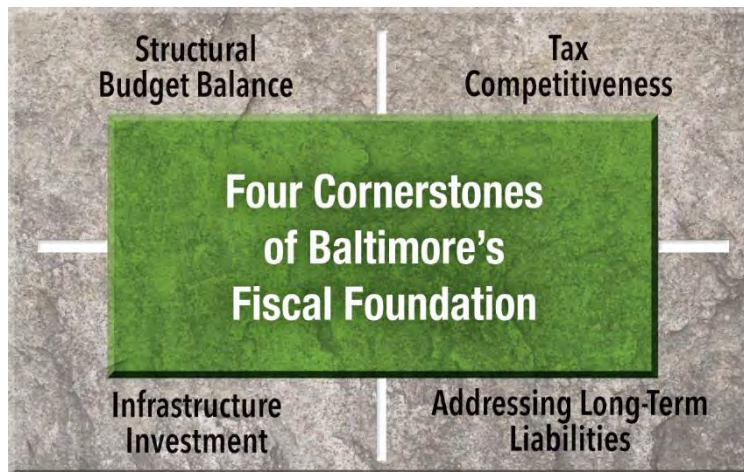 Structural
Budget Balance
Tax
Competitiveness
Four Cornerstones
of Baltimore's
Fiscal Foundation
Infrastructure
Investment
Addressing Long-Term
Liabilities